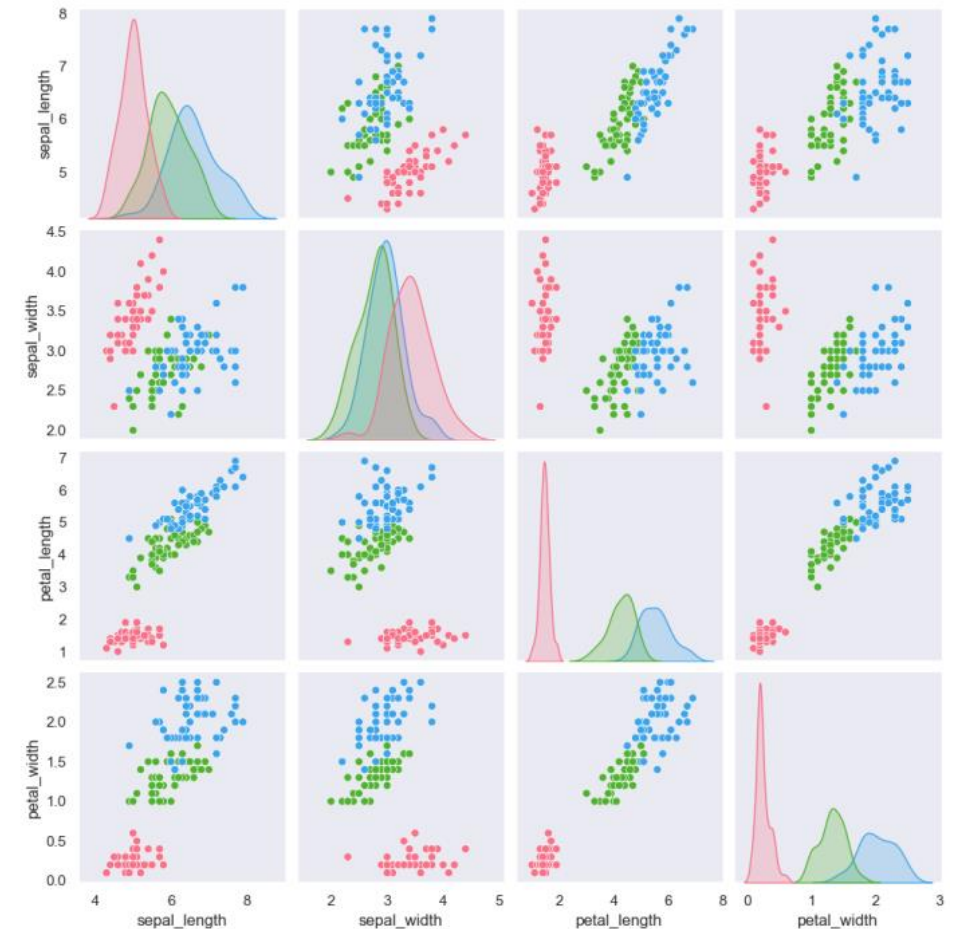 8
7
6
5
sepal_length
4.5
4.0
3.5
3.0
2.5
2.0
sepal_width
7
6
5
4
3
2
1
petal_length
2.5
2.0
1.5
1.0
0.5
0.0
petal_width
4 6 8
sepal_length
2 3 4 5
sepal_width
2 4 6 8
petal_length
0 1 2 3
petal_width